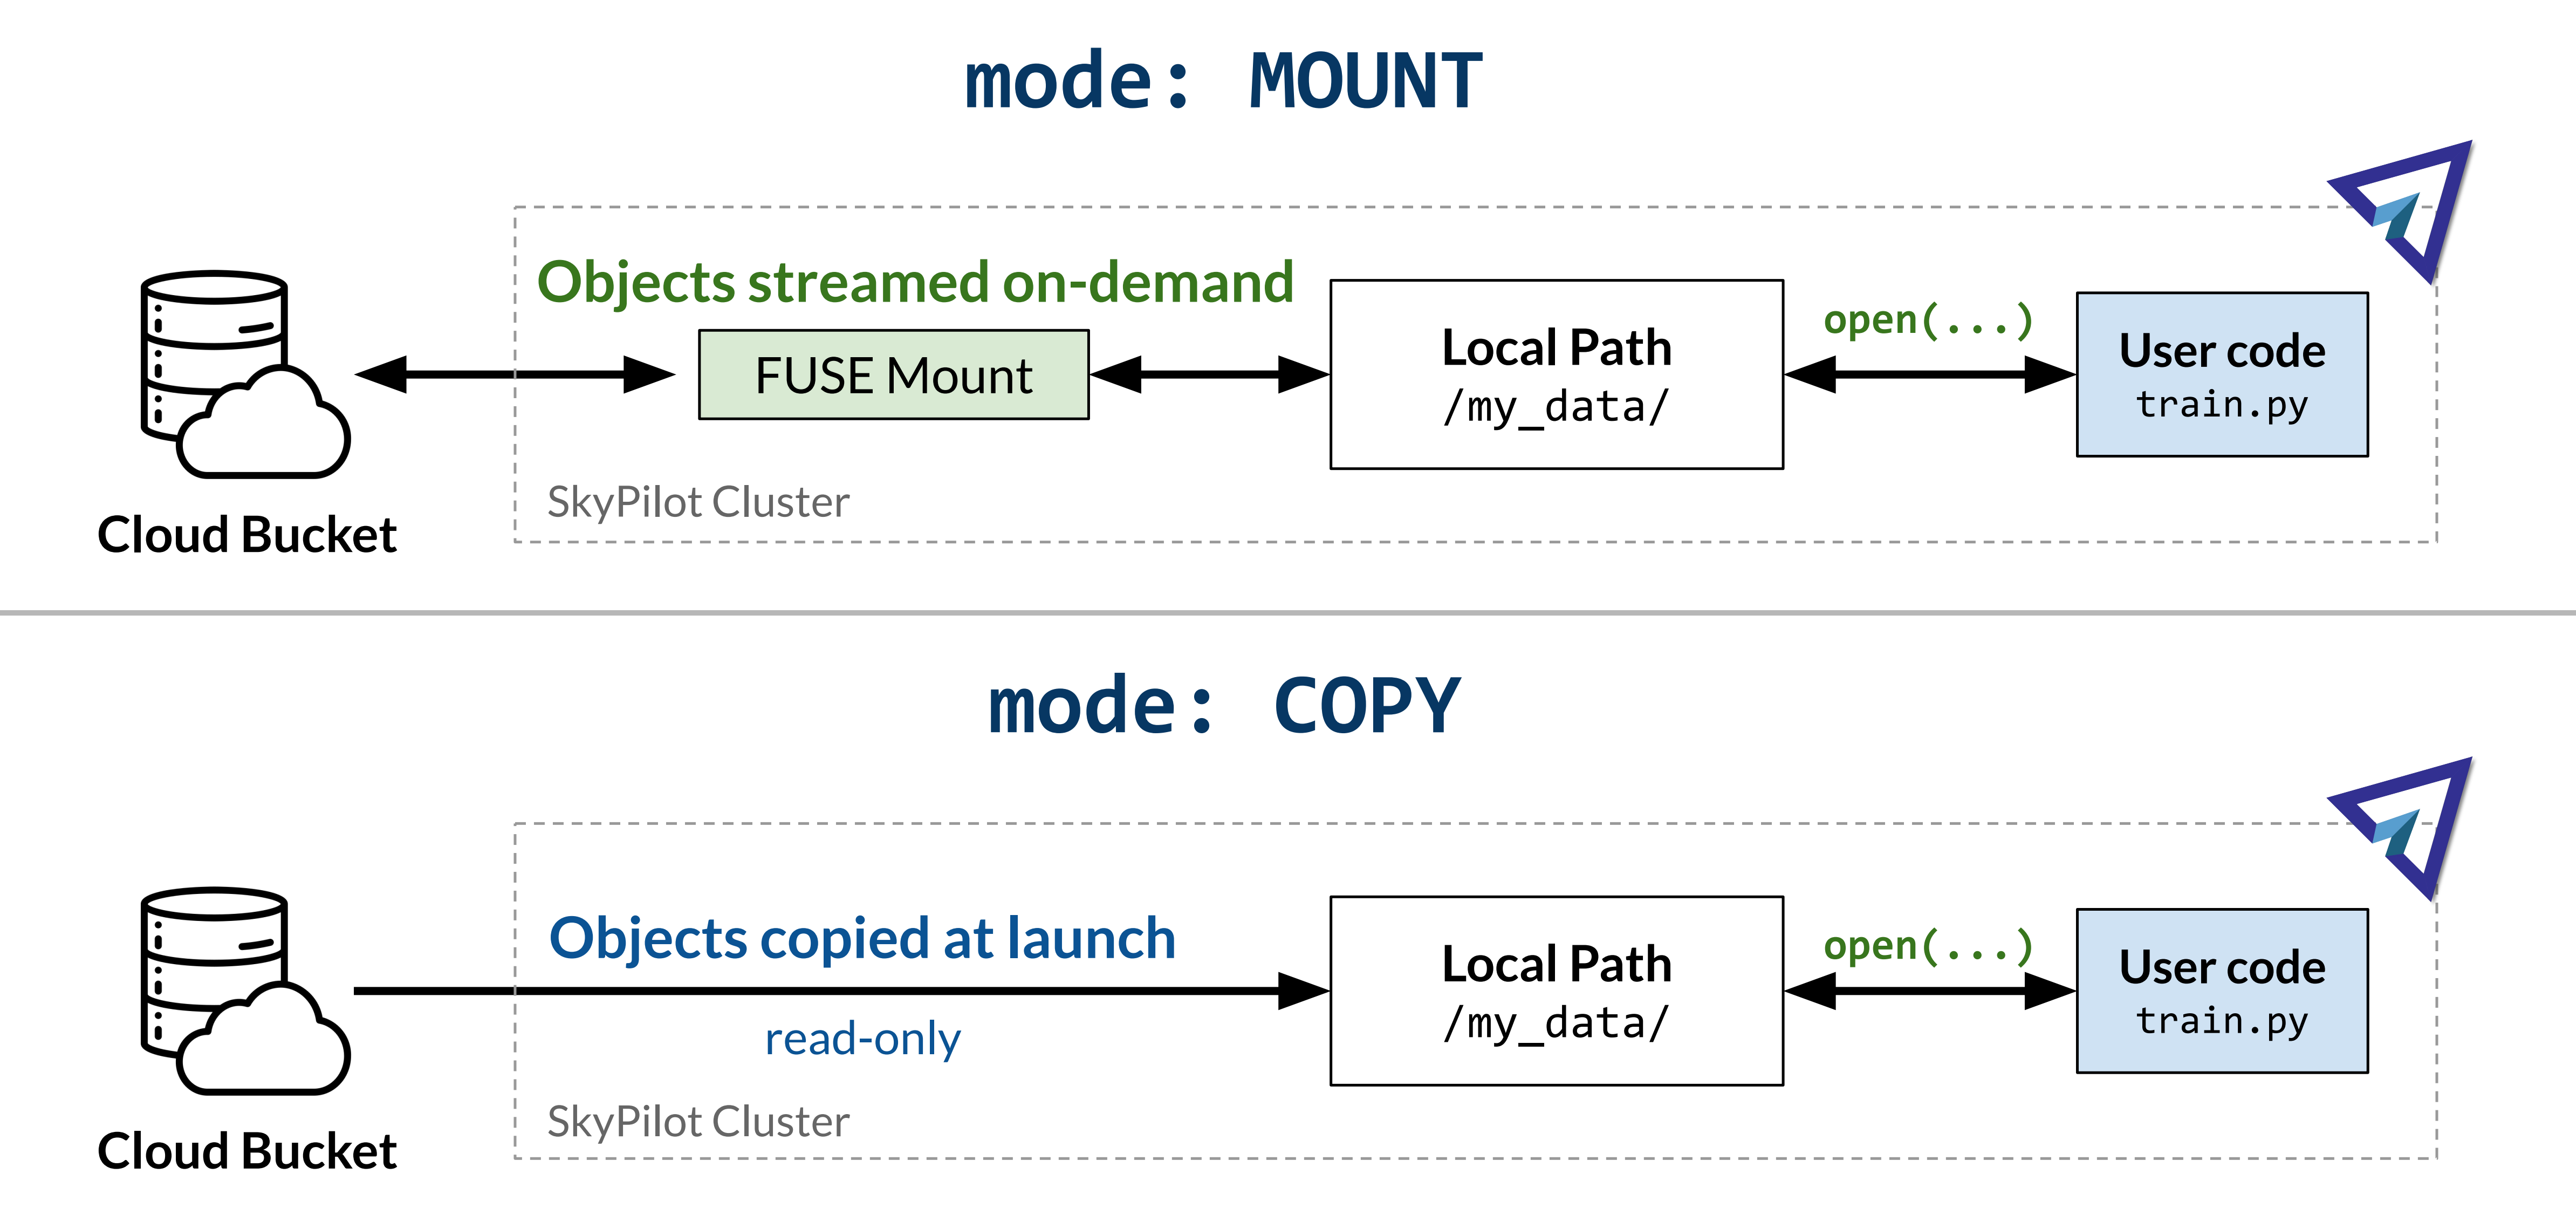 mode: MOUNT
Objects streamed on-demand
FUSE Mount
Local Path
/my_data/
open(...)
User code
train.py
SkyPilot Cluster
Cloud Bucket
mode: COPY
Objects copied at launch
read-only
Local Path
/my_data/
open(...)
User code
train.py
SkyPilot Cluster
Cloud Bucket